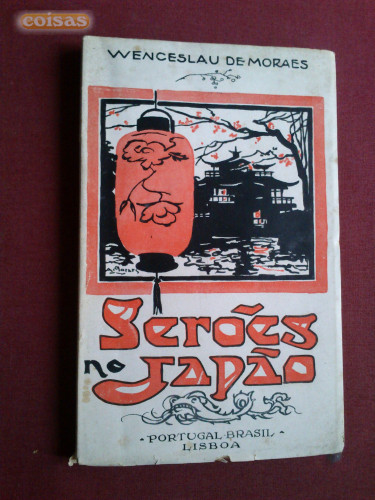 coisas
WENCESLAU DE MORAES
Serões
no Japão
• PORTUGAL-BRASIL •
LISBOA